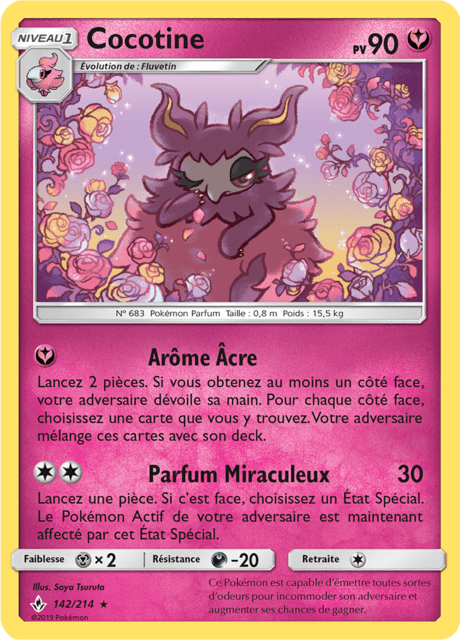 NIVEAU 1
Cocotine
PV 90
Évolution de : Fluvetin
N° 683 Pokémon Parfum Taille : 0,8 m Poids : 15,5 kg
Arôme Âcre
Lancez 2 pièces. Si vous obtenez au moins un côté face,
votre adversaire dévoile sa main. Pour chaque côté face,
choisissez une carte que vous y trouvez. Votre adversaire
mélange ces cartes avec son deck.
Parfum Miraculeux 30
Lancez une pièce. Si c'est face, choisissez un État Spécial.
Le Pokémon Actif de votre adversaire est maintenant
affecté par cet État Spécial.
Faiblesse × 2 Résistance -20 Retraite
Illus. Saya Tsuruta
142/214 ★
©2019 Pokémon
Ce Pokémon est capable d'émettre toutes sortes
d'odeurs pour incommoder son adversaire et
augmenter ses chances de gagner.